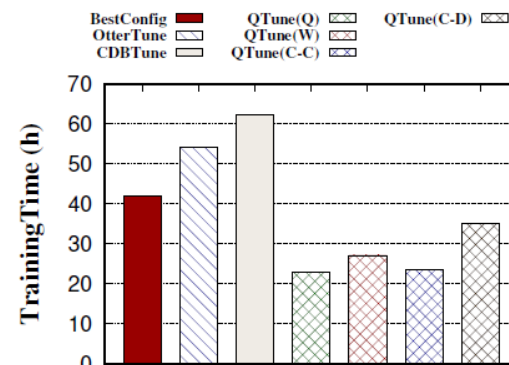 BestConfig QTune(Q) QTune(C-D)
OtterTune QTune(W)
CDBTune QTune(C-C)
TrainingTime (h)
70
60
50
40
30
20
10
0